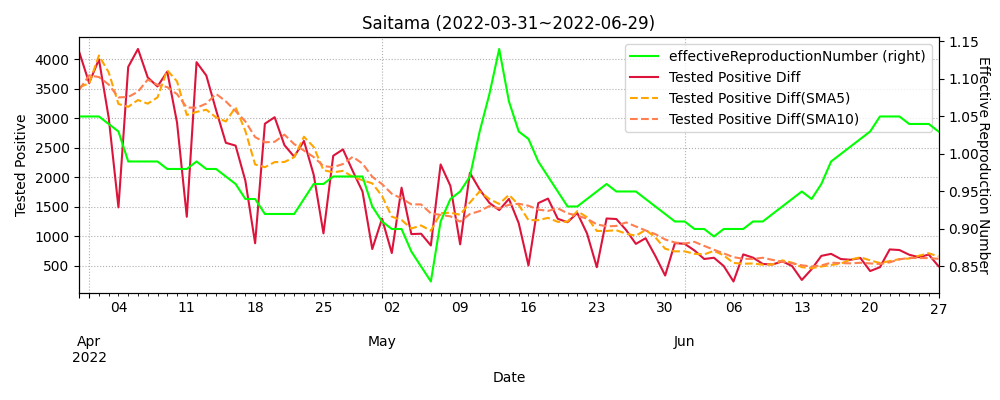 Saitama (2022-03-31~2022-06-29)
effectiveReproductionNumber (right)
Tested Positive Diff
Tested Positive Diff(SMA5)
Tested Positive Diff(SMA10)
Tested Positive
4000
3500
3000
2500
2000
1500
1000
500
1.15
1.10
1.05
1.00
0.95
0.90
0.85
Effective Reproduction Number
04 11 18 25 02 09 16 23 30 06 13 20 27
Apr May Jun
2022
Date